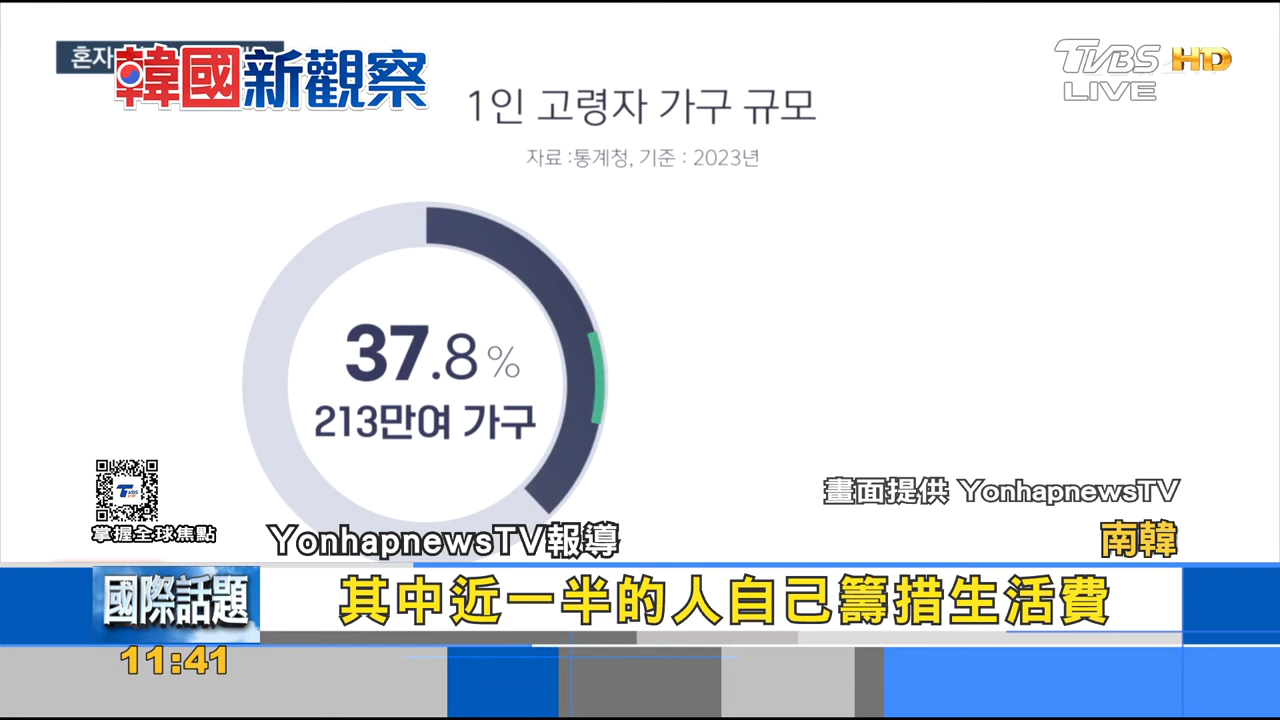 혼자
韓國新觀察
TVBS HD
LIVE
1인 고령자 가구 규모
자료 :통계청, 기준 : 2023년
37.8%
213만여 가구
TVBS
掌握全球焦點
畫面提供 YonhapnewsTV
YonhapnewsTV報導
南韓
國際話題
其中近一半的人自己籌措生活費
11:41